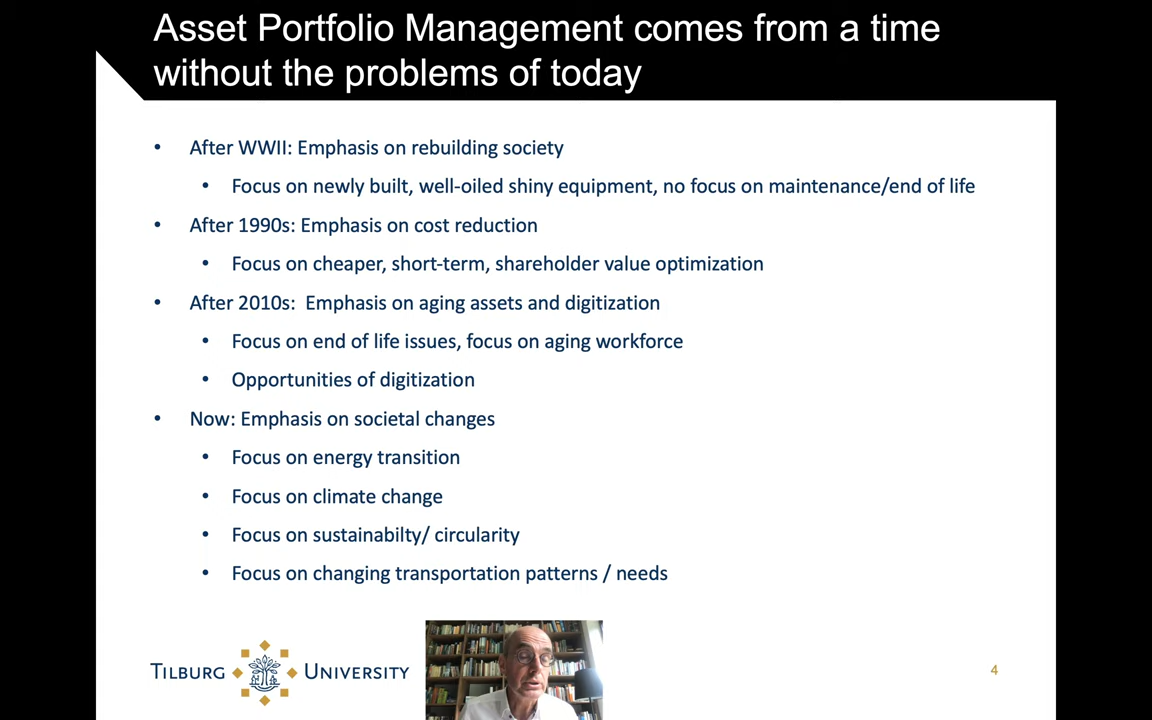 Asset Portfolio Management comes from a time
without the problems of today
• After WWII: Emphasis on rebuilding society
• Focus on newly built, well-oiled shiny equipment, no focus on maintenance/end of life
• After 1990s: Emphasis on cost reduction
• Focus on cheaper, short-term, shareholder value optimization
• After 2010s:  Emphasis on aging assets and digitization
• Focus on end of life issues, focus on aging workforce
• Opportunities of digitization
• Now: Emphasis on societal changes
• Focus on energy transition
• Focus on climate change
• Focus on sustainabilty/ circularity
• Focus on changing transportation patterns / needs
TILBURG UNIVERSITY
4